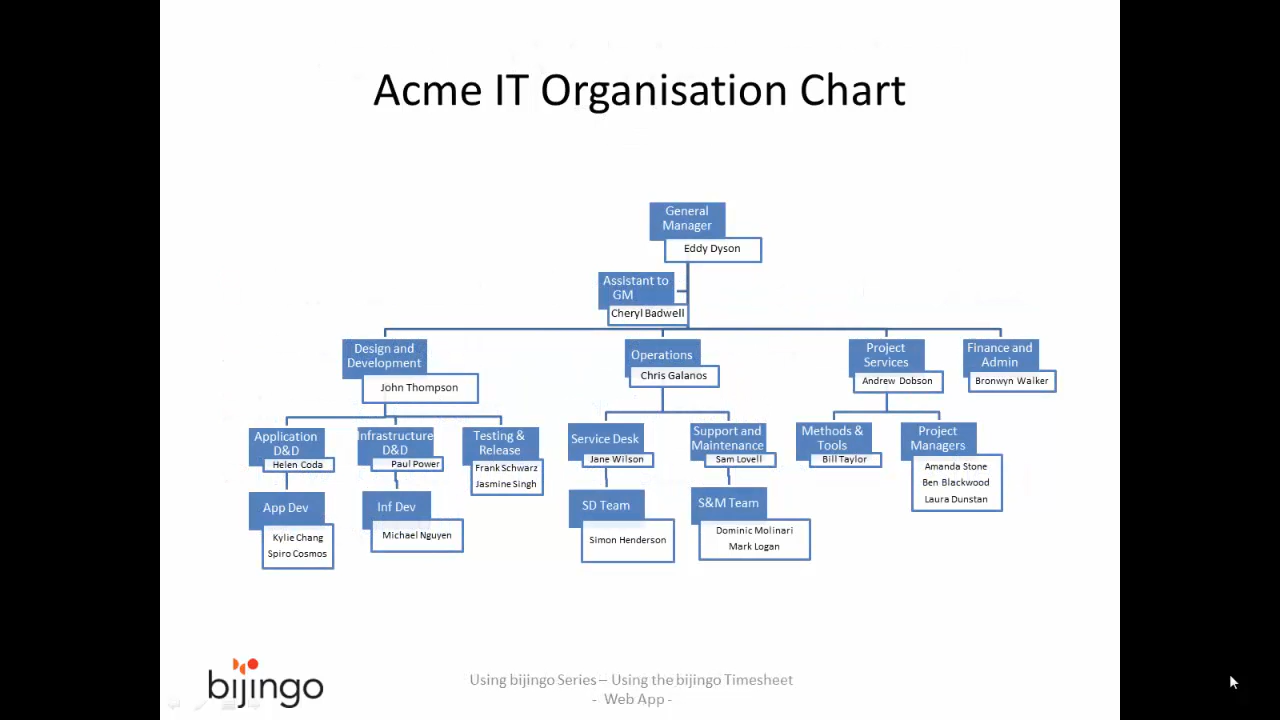 Acme IT Organisation Chart
General
Manager
Eddy Dyson
Assistant to
GM
Cheryl Badwell
Design and
Development
John Thompson
Operations
Chris Galanos
Project
Services
Andrew Dobson
Finance and
Admin
Bronwyn Walker
Application
D&D
Helen Coda
Infrastructure
D&D
Paul Power
Testing &
Release
Frank Schwarz
Jasmine Singh
Service Desk
Jane Wilson
Support and
Maintenance
Sam Lovell
Methods &
Tools
Bill Taylor
Project
Managers
Amanda Stone
Ben Blackwood
Laura Dunstan
App Dev
Kylie Chang
Spiro Cosmos
Inf Dev
Michael Nguyen
SD Team
Simon Henderson
S&M Team
Dominic Molinari
Mark Logan
bijingo
Using bijingo Series – Using the bijingo Timesheet
- Web App -